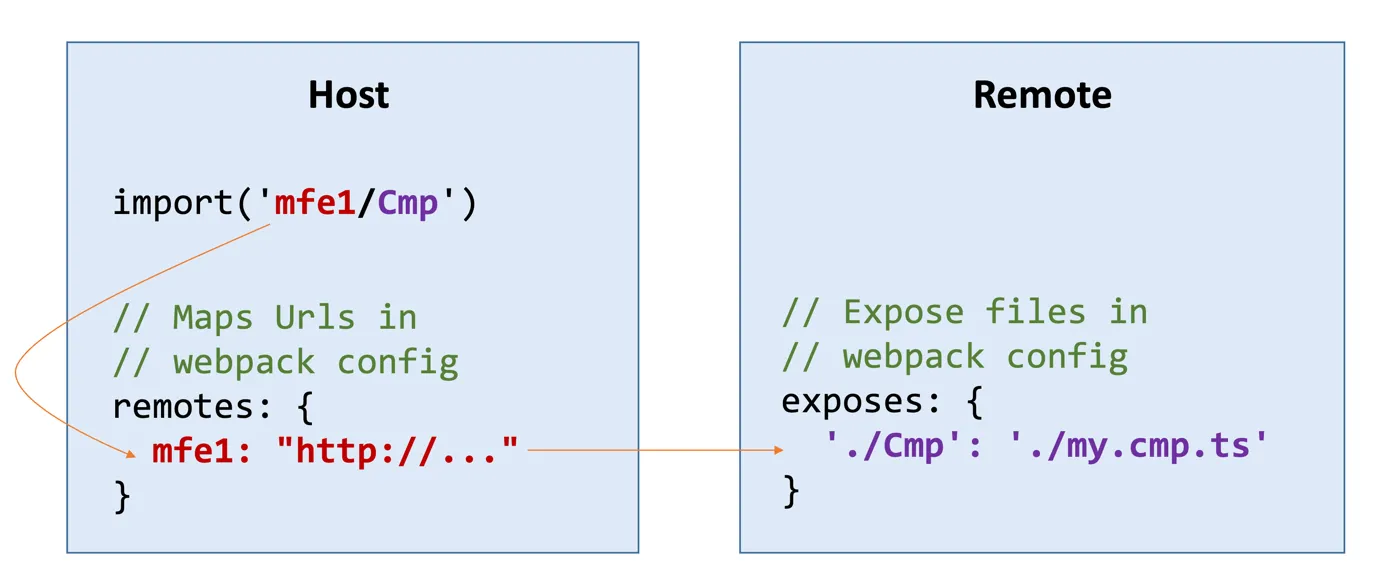 Host
import('mfe1/Cmp')
// Maps Urls in
// webpack config
remotes: {
mfe1: "http://..."
}
Remote
// Expose files in
// webpack config
exposes: {
'./Cmp': './my.cmp.ts'
}